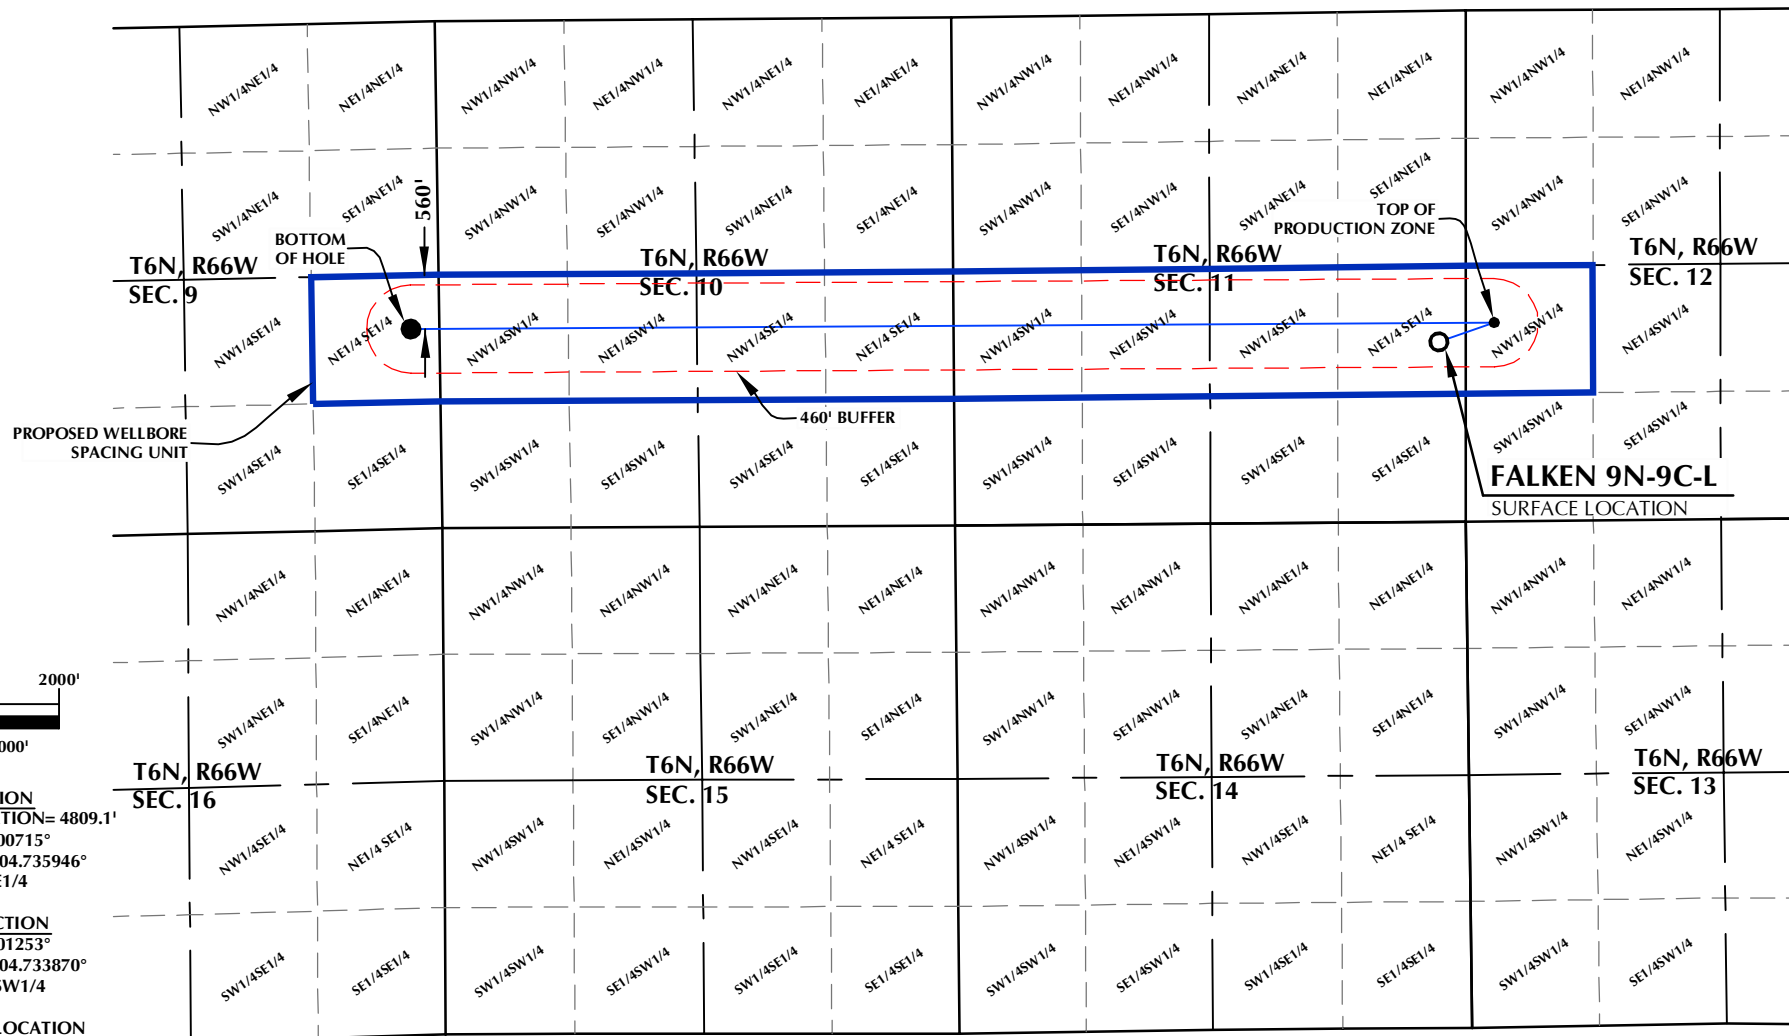 NW1/4NE1/4 NE1/4NE1/4 NW1/4NW1/4 NE1/4NW1/4 NW1/4NE1/4 NE1/4NE1/4 NW1/4NW1/4 NE1/4NW1/4 NW1/4NE1/4 NE1/4NE1/4 NW1/4NW1/4 NE1/4NW1/4
SW1/4NE1/4 SE1/4NE1/4 SW1/4NW1/4 SE1/4NW1/4 SW1/4NE1/4 SE1/4NE1/4 SW1/4NW1/4 SE1/4NW1/4 SW1/4NE1/4 SE1/4NE1/4 SW1/4NW1/4 SE1/4NW1/4
560'
BOTTOM
OF HOLE
TOP OF
PRODUCTION ZONE
T6N, R66W
SEC. 9
T6N, R66W
SEC. 10
T6N, R66W
SEC. 11
T6N, R66W
SEC. 12
NW1/4SE1/4 NE1/4 SE1/4 NW1/4SW1/4 NE1/4SW1/4 NW1/4SE1/4 NE1/4 SE1/4 NW1/4SW1/4 NE1/4SW1/4 NW1/4SE1/4 NE1/4 SE1/4 NW1/4SW1/4 NE1/4SW1/4
460' BUFFER
PROPOSED WELLBORE
SPACING UNIT
SW1/4SE1/4 SE1/4SE1/4 SW1/4SW1/4 SE1/4SW1/4 SW1/4SE1/4 SE1/4SE1/4 SW1/4SW1/4 SE1/4SW1/4 SW1/4SE1/4 SE1/4SE1/4 SW1/4SW1/4 SE1/4SW1/4
FALKEN 9N-9C-L
SURFACE LOCATION
NW1/4NE1/4 NE1/4NE1/4 NW1/4NW1/4 NE1/4NW1/4 NW1/4NE1/4 NE1/4NE1/4 NW1/4NW1/4 NE1/4NW1/4 NW1/4NE1/4 NE1/4NE1/4 NW1/4NW1/4 NE1/4NW1/4
SW1/4NE1/4 SE1/4NE1/4 SW1/4NW1/4 SE1/4NW1/4 SW1/4NE1/4 SE1/4NE1/4 SW1/4NW1/4 SE1/4NW1/4 SW1/4NE1/4 SE1/4NE1/4 SW1/4NW1/4 SE1/4NW1/4
2000'
000'
T6N, R66W
SEC. 16
T6N, R66W
SEC. 15
T6N, R66W
SEC. 14
T6N, R66W
SEC. 13
ION
TION= 4809.1'
00715°
04.735946°
E1/4
NW1/4SE1/4 NE1/4 SE1/4 NW1/4SW1/4 NE1/4SW1/4 NW1/4SE1/4 NE1/4 SE1/4 NW1/4SW1/4 NE1/4SW1/4 NW1/4SE1/4 NE1/4 SE1/4 NW1/4SW1/4 NE1/4SW1/4
CTION
01253°
04.733870°
SW1/4
SW1/4SE1/4 SE1/4SE1/4 SW1/4SW1/4 SE1/4SW1/4 SW1/4SE1/4 SE1/4SE1/4 SW1/4SW1/4 SE1/4SW1/4 SW1/4SE1/4 SE1/4SE1/4 SW1/4SW1/4 SE1/4SW1/4
LOCATION